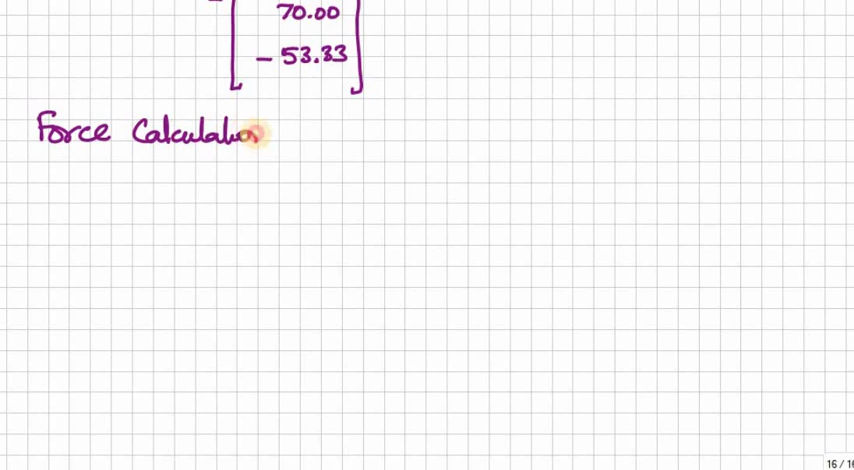 70.00
- 53.33
Force Calculation
16 / 16